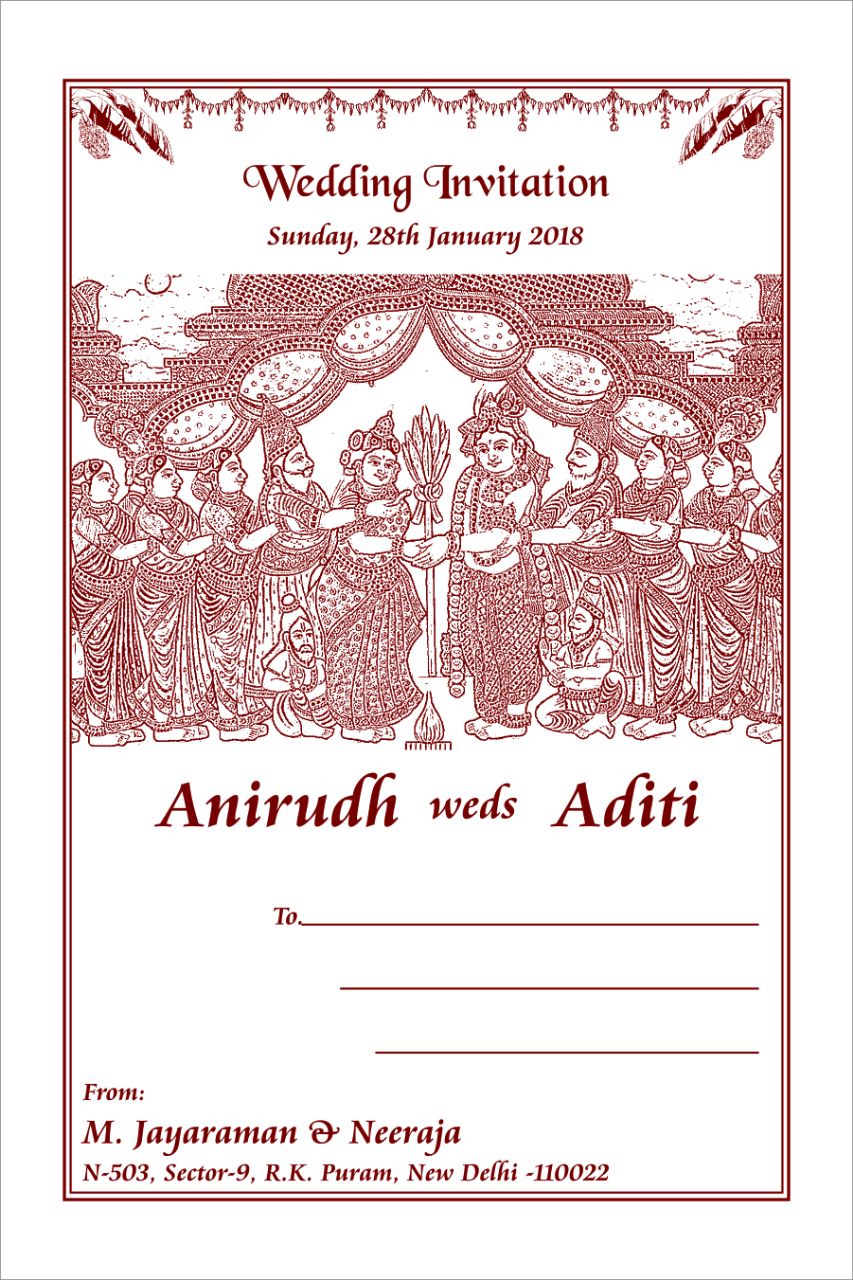 Wedding Invitation
Sunday, 28th January 2018
Anirudh weds Aditi
To.
From:
M. Jayaraman & Neeraja
N-503, Sector-9, R.K. Puram, New Delhi -110022